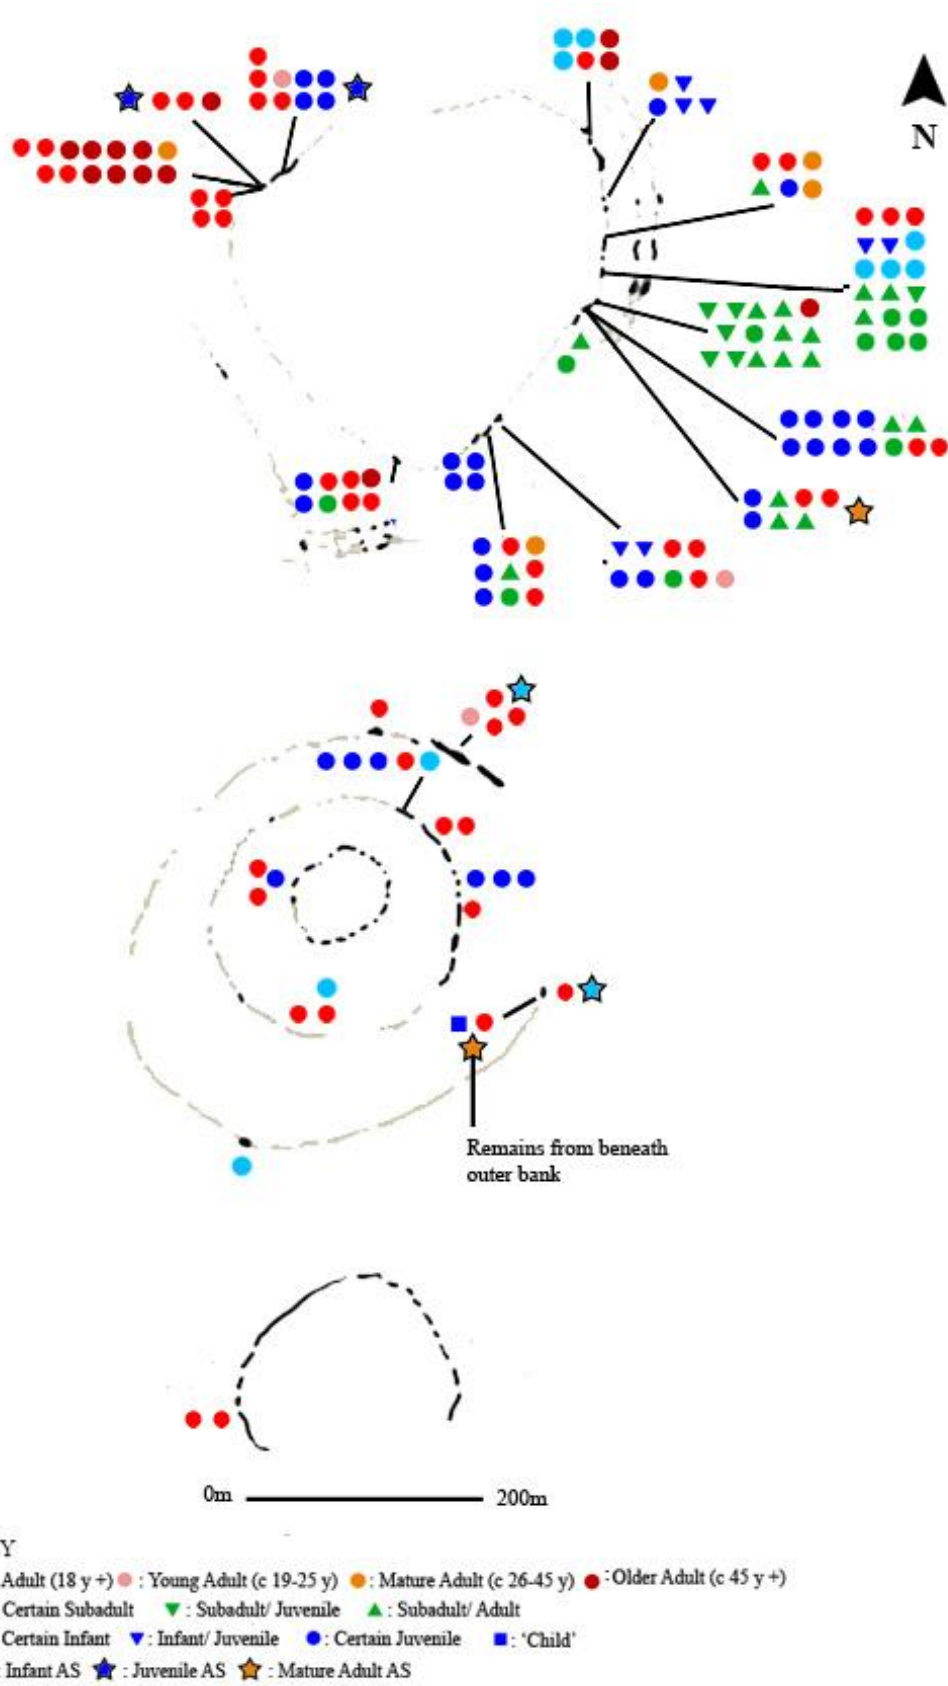 N
Remains from beneath
outer bank
0m 200m
Y
Adult (18 y +) : Young Adult (c 19-25 y) : Mature Adult (c 26-45 y) : Older Adult (c 45 y +)
Certain Subadult : Subadult/ Juvenile : Subadult/ Adult
Certain Infant : Infant/ Juvenile : Certain Juvenile : ‘Child’
: Infant AS : Juvenile AS : Mature Adult AS